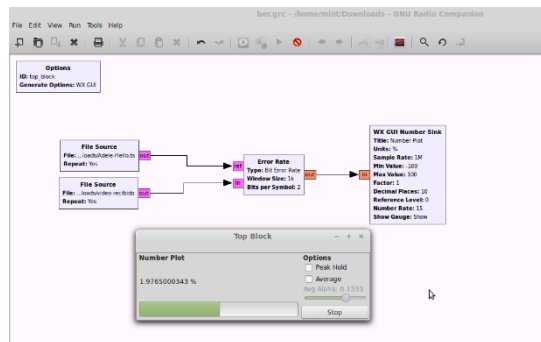 ber.grc - /home/mint/Downloads - GNU Radio Companion
File Edit View Run Tools Help
Options
ID: top_block
Generate Options: WX GUI
File Source
File: ...loads/Adele-Hello.ts
Repeat: Yes
out
File Source
File: ...ads/video-recibido
Repeat: Yes
out
ref
in
Error Rate
Type: Bit Error Rate
Window Size: 1k
Bits per Symbol: 2
out
in
WX GUI Number Sink
Title: Number Plot
Units: %
Sample Rate: 1M
Min Value: -100
Max Value: 100
Factor: 1
Decimal Places: 10
Reference Level: 0
Number Rate: 15
Show Gauge: Show
Top Block
Number Plot
1.9765000343 %
Options
Peak Hold
Average
Avg Alpha: 0.1333
Stop